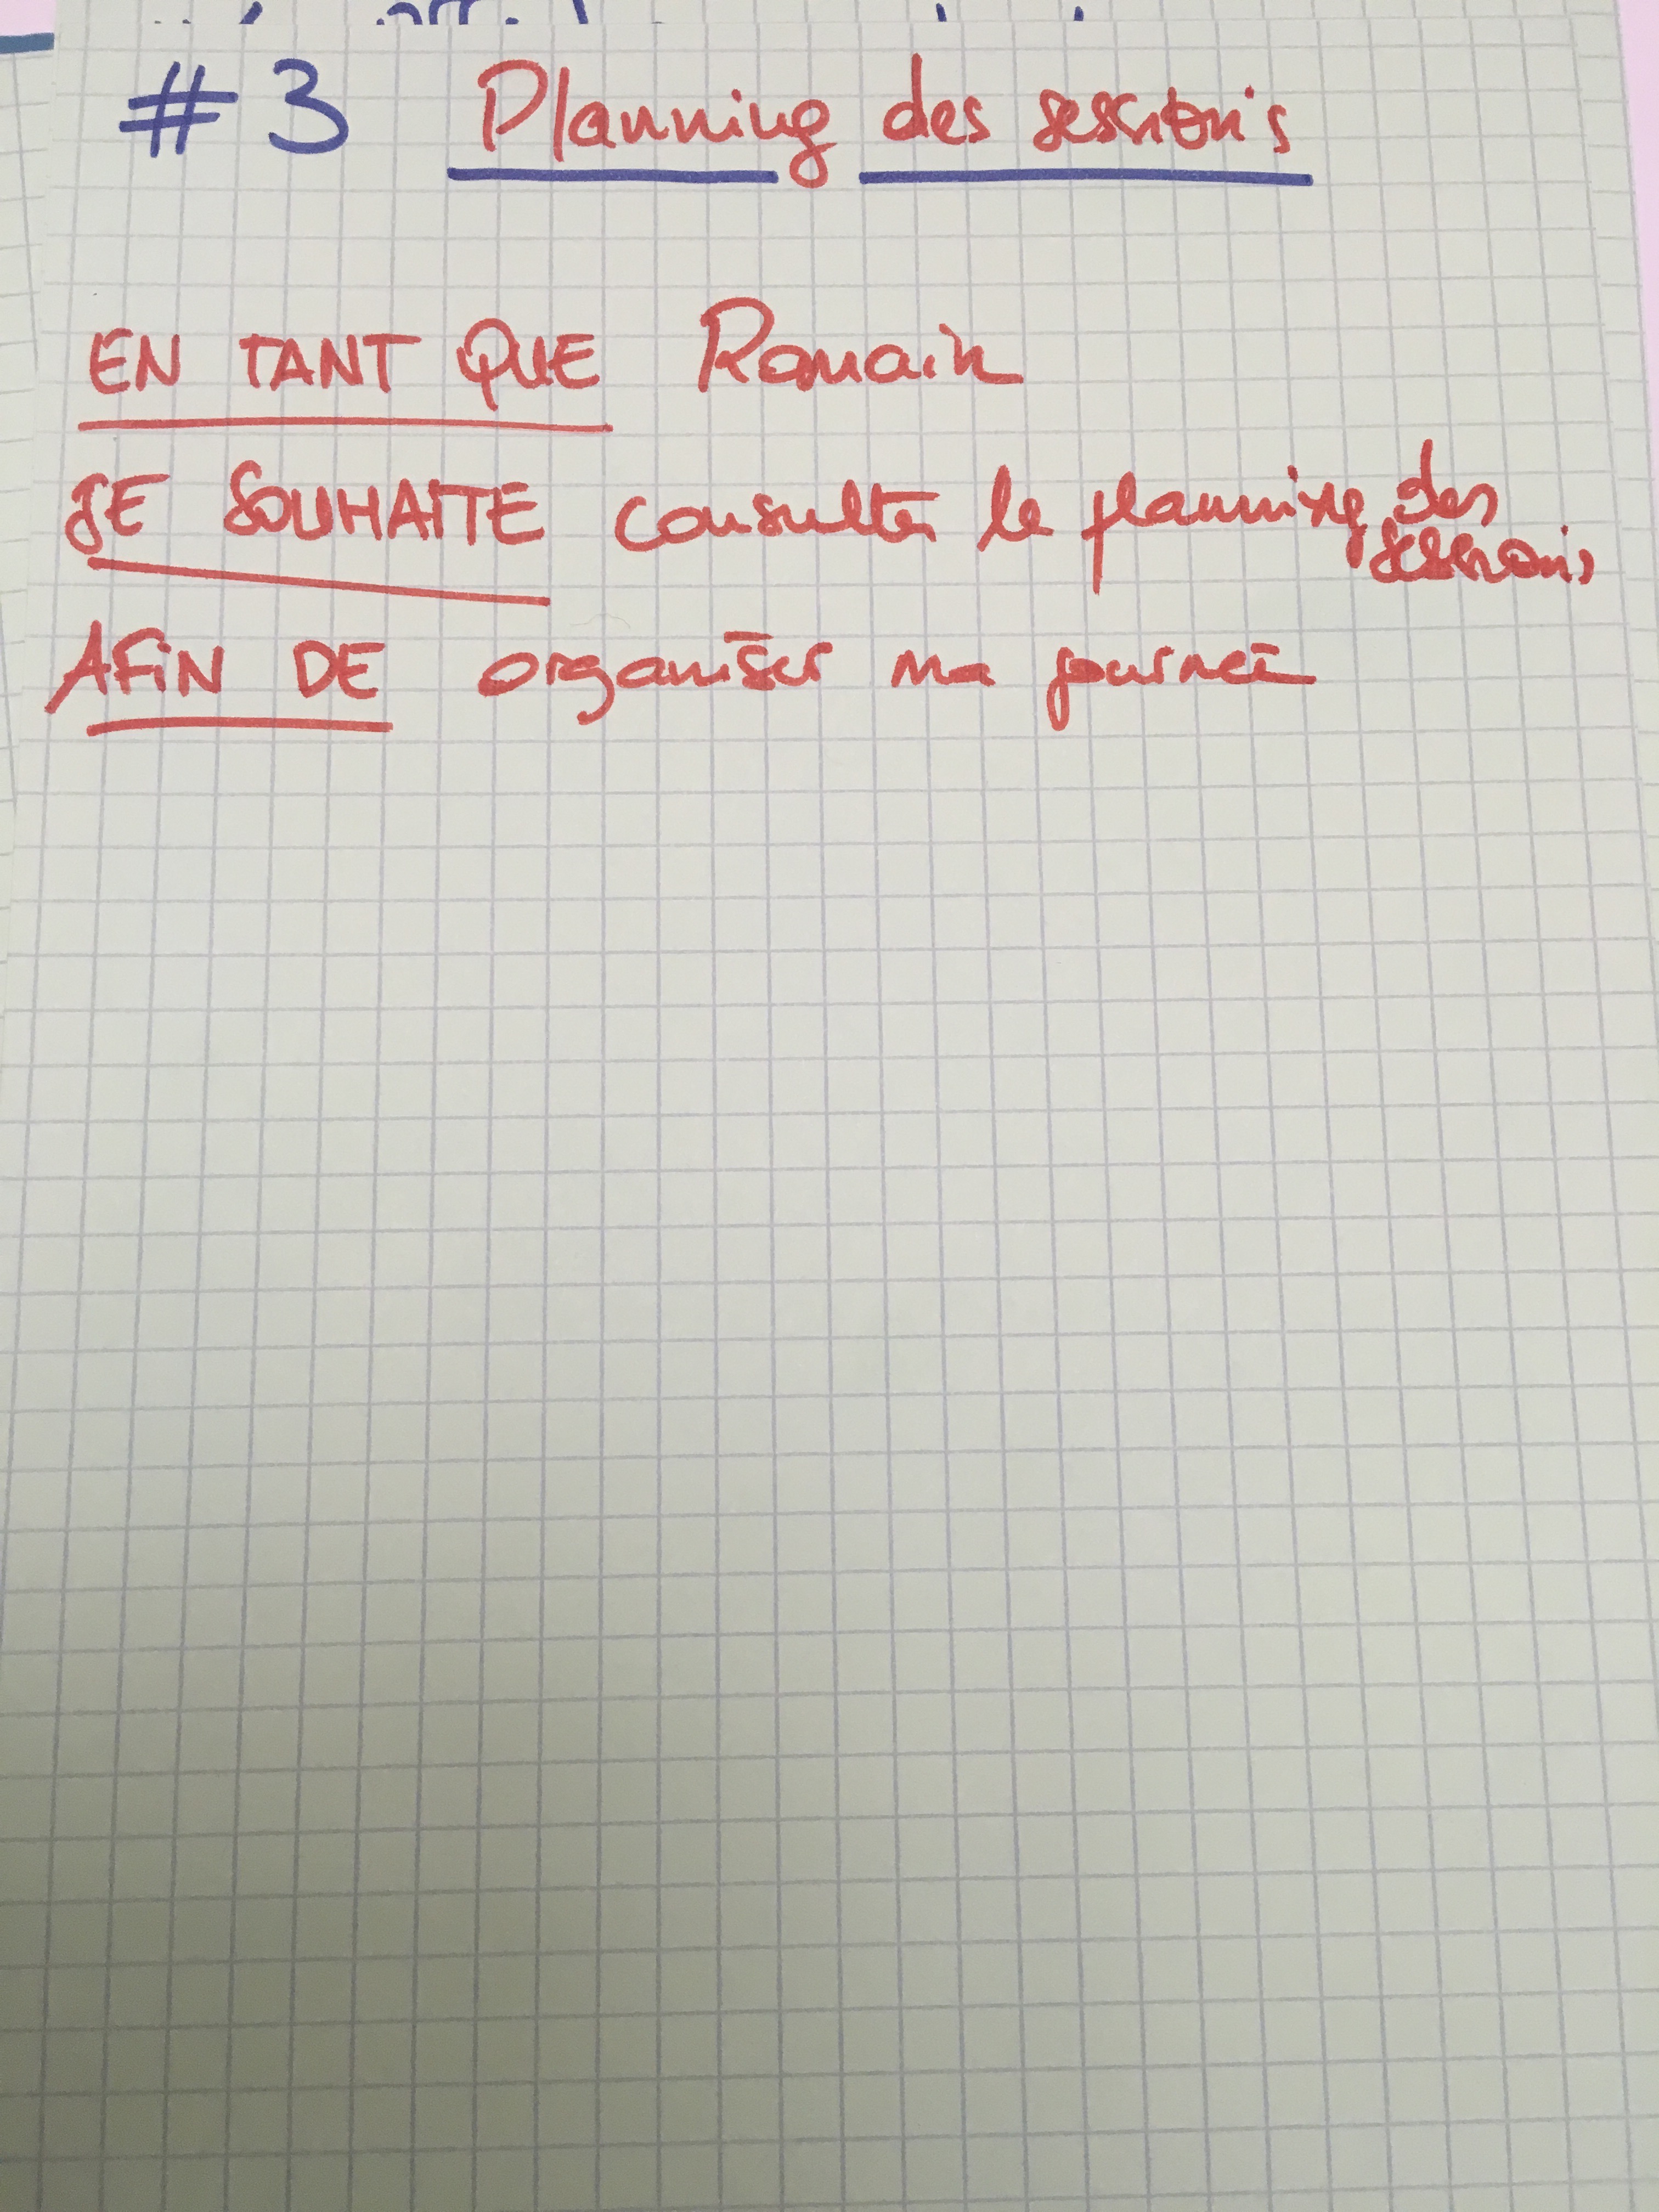 #3 Planning des sessions
EN TANT QUE Romain
JE SOUHAITE consulter le planning des
sessions
AFIN DE organiser ma journée